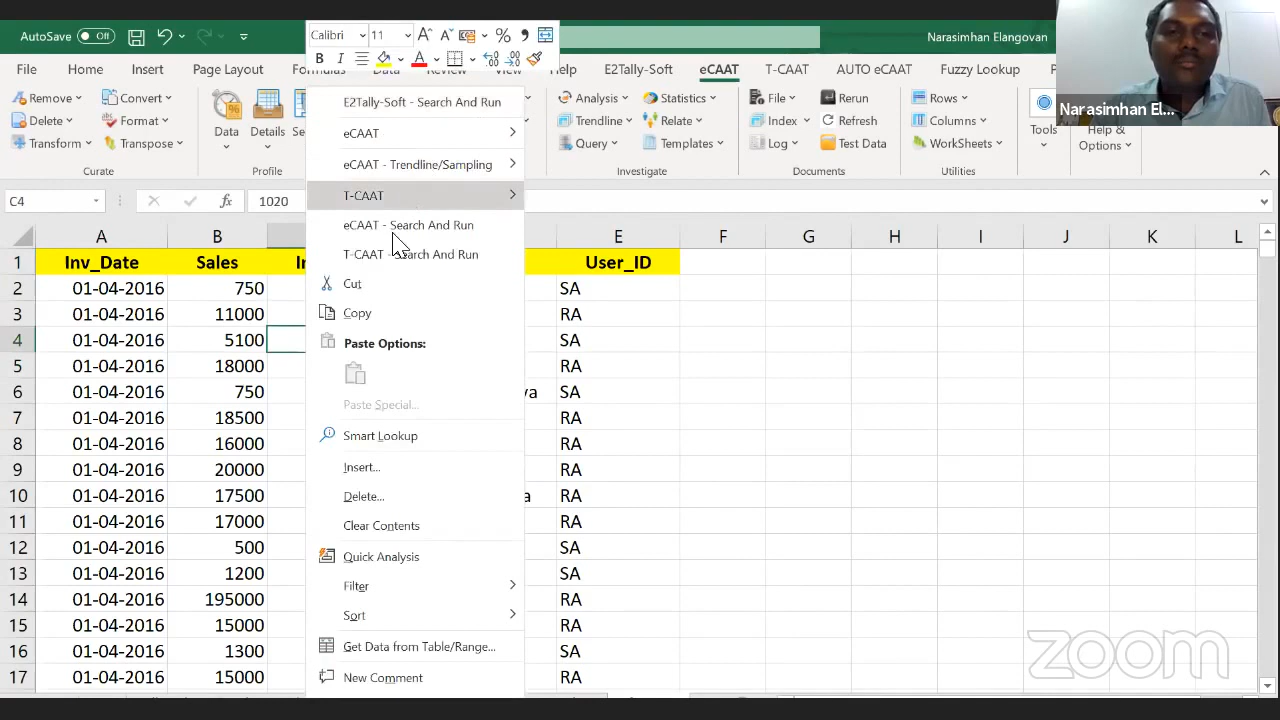 AutoSave Off
Calibri 11
Narasimhan Elangovan
B I A
File Home Insert Page Layout Help E2Tally-Soft eCAAT T-CAAT AUTO eCAAT Fuzzy Lookup
Narasimhan El...
Remove Convert Analysis Statistics File Rerun Rows
Delete Format Trendline Relate Index Refresh Columns
Transform Transpose Query Templates Log Test Data WorkSheets
Data Details Tools Help & Options
Curate Profile Investigate Documents
C4 fx 1020
E2Tally-Soft - Search And Run
eCAAT
eCAAT - Trendline/Sampling
T-CAAT
eCAAT - Search And Run
T-CAAT - Search And Run
Cut
Copy
Paste Options:
Paste Special...
Smart Lookup
Insert...
Delete...
Clear Contents
Quick Analysis
Filter
Sort
Get Data from Table/Range...
New Comment
A B E F G H I J K L
1 Inv_Date Sales User_ID
2 01-04-2016 750 SA
3 01-04-2016 11000 RA
4 01-04-2016 5100 SA
5 01-04-2016 18000 RA
6 01-04-2016 750 SA
7 01-04-2016 18500 RA
8 01-04-2016 16000 RA
9 01-04-2016 20000 RA
10 01-04-2016 17500 RA
11 01-04-2016 17000 RA
12 01-04-2016 500 SA
13 01-04-2016 1200 SA
14 01-04-2016 195000 RA
15 01-04-2016 15000 RA
16 01-04-2016 1300 SA
17 01-04-2016 15000 RA
zoom